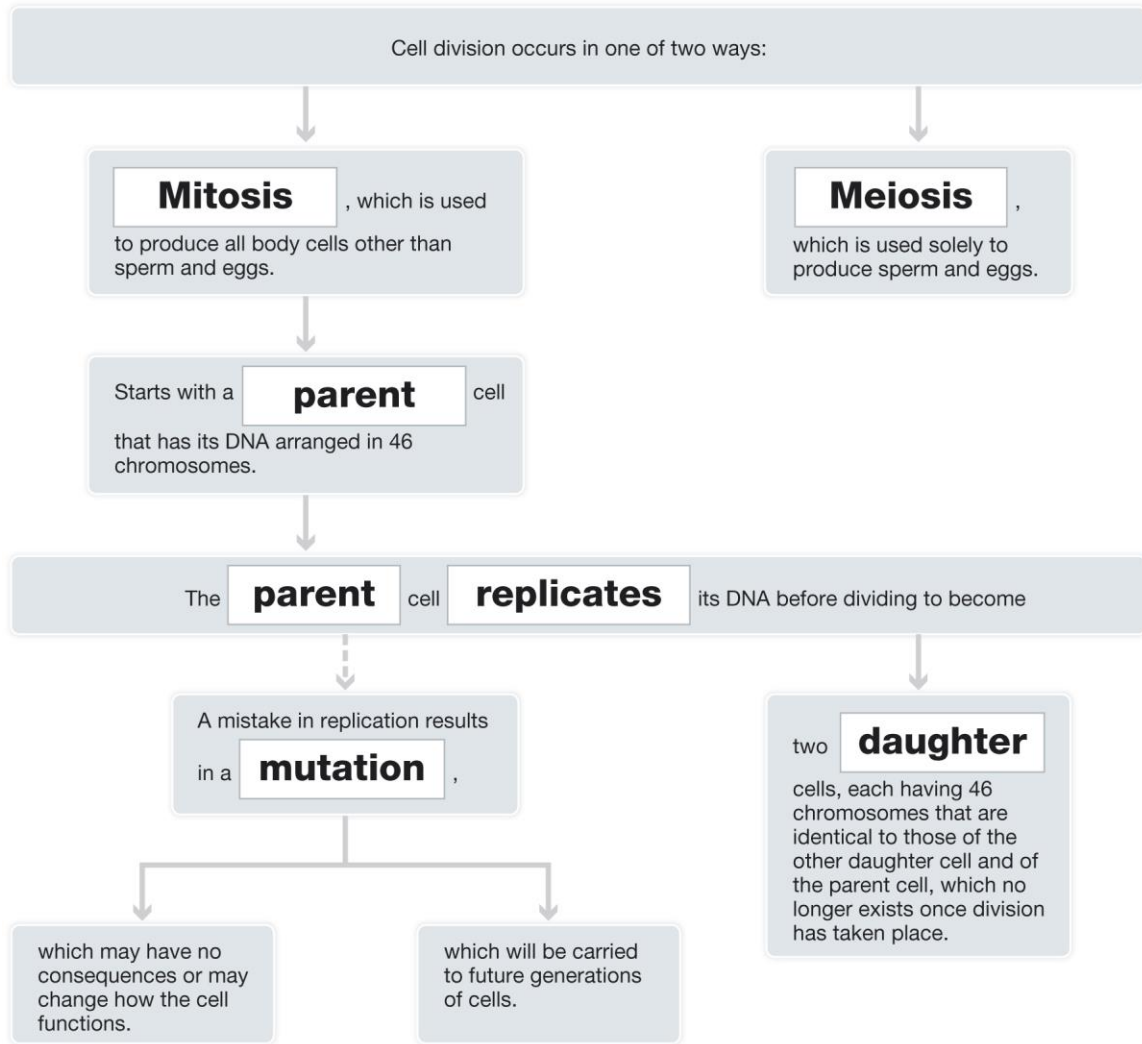 Cell division occurs in one of two ways:
Mitosis , which is used
to produce all body cells other than
sperm and eggs.
Meiosis ,
which is used solely to
produce sperm and eggs.
Starts with a parent cell
that has its DNA arranged in 46
chromosomes.
The parent cell replicates its DNA before dividing to become
A mistake in replication results
in a mutation ,
two daughter
cells, each having 46
chromosomes that are
identical to those of the
other daughter cell and of
the parent cell, which no
longer exists once division
has taken place.
which may have no
consequences or may
change how the cell
functions.
which will be carried
to future generations
of cells.